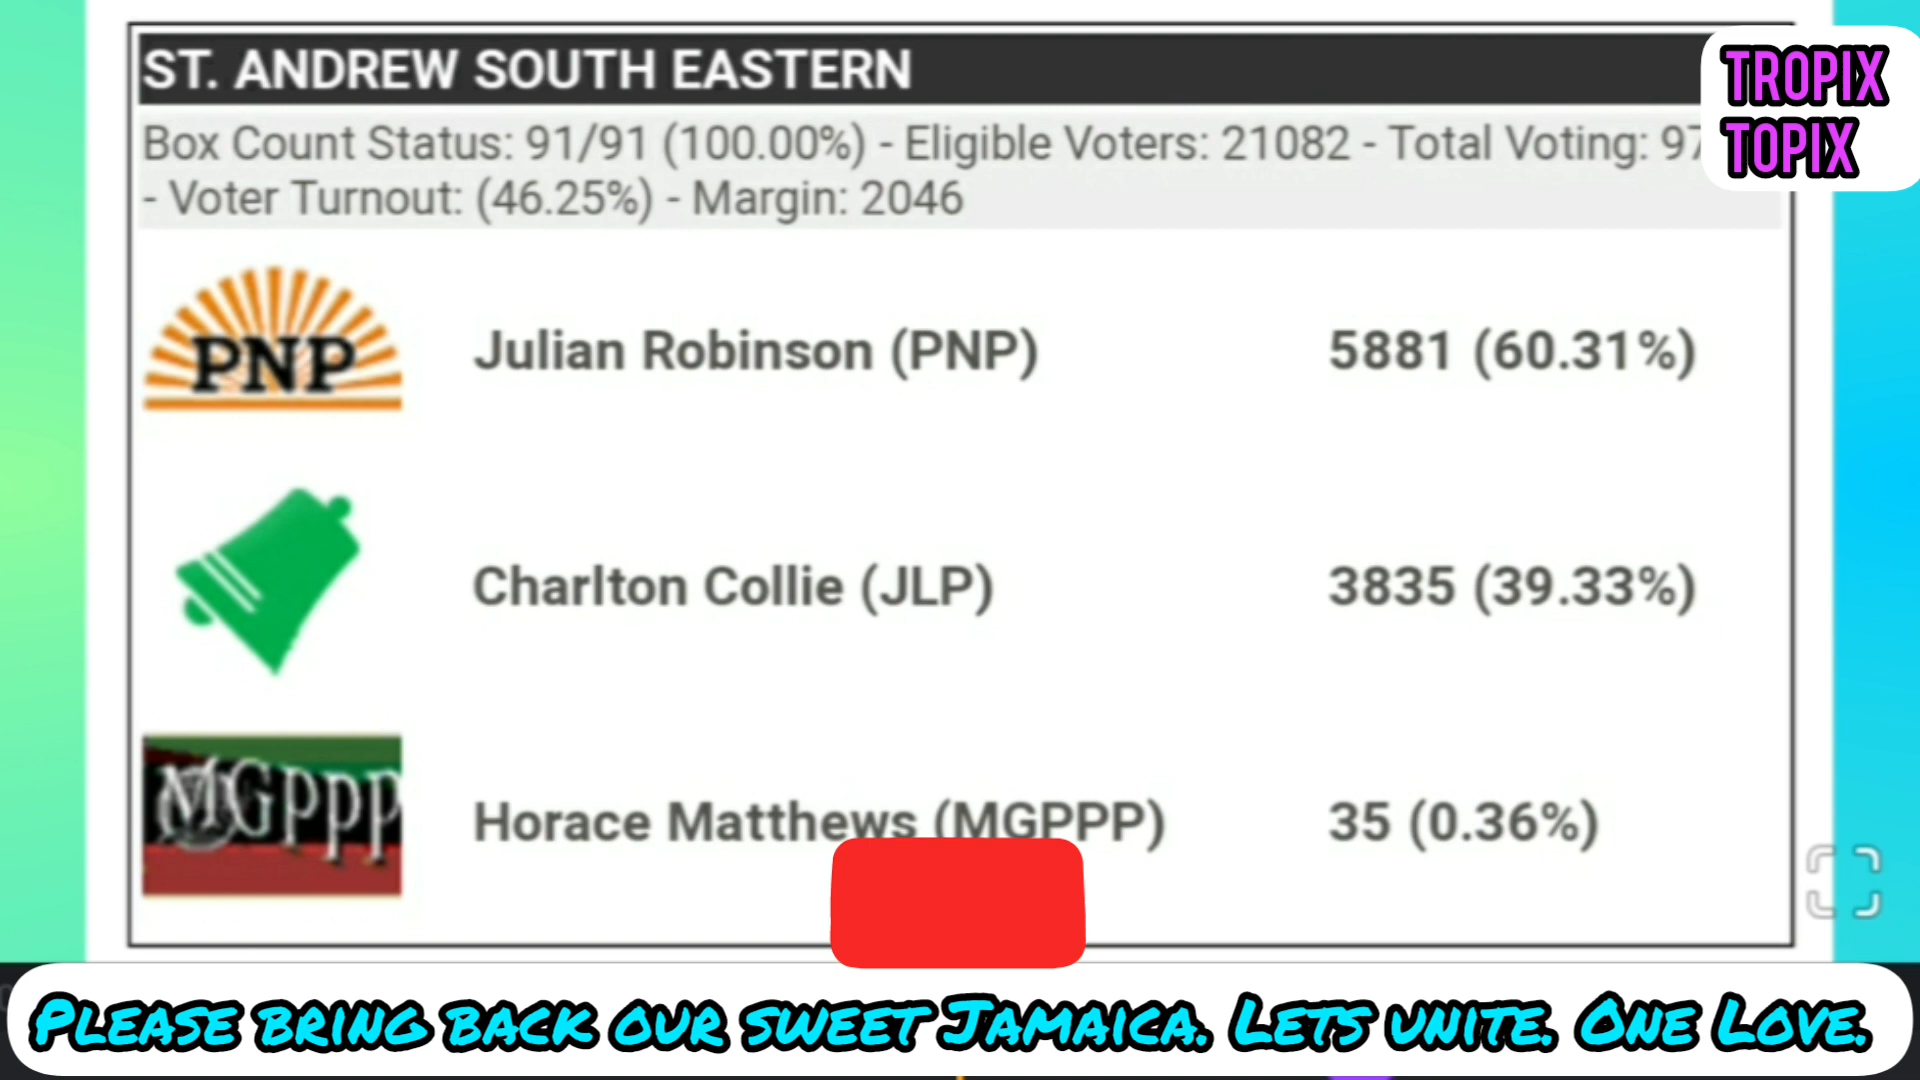 ST. ANDREW SOUTH EASTERN
TROPIX
TOPIX
Box Count Status: 91/91 (100.00%) - Eligible Voters: 21082 - Total Voting: 97
- Voter Turnout: (46.25%) - Margin: 2046
PNP
Julian Robinson (PNP) 5881 (60.31%)
Charlton Collie (JLP) 3835 (39.33%)
MGPPP
Horace Matthews (MGPPP) 35 (0.36%)
PLEASE BRING BACK OUR SWEET JAMAICA. LETS UNITE. ONE LOVE.